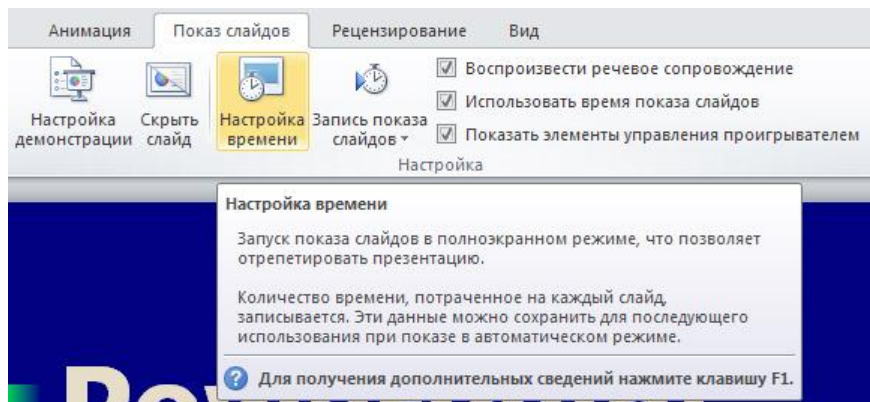 Анимация Показ слайдов Рецензирование Вид
Настройка демонстрации
Скрыть слайд
Настройка времени
Запись показа слайдов
Воспроизвести речевое сопровождение
Использовать время показа слайдов
Показать элементы управления проигрывателем
Настройка
Настройка времени
Запуск показа слайдов в полноэкранном режиме, что позволяет
отрепетировать презентацию.
Количество времени, потраченное на каждый слайд,
записывается. Эти данные можно сохранить для последующего
использования при показе в автоматическом режиме.
Для получения дополнительных сведений нажмите клавишу F1.